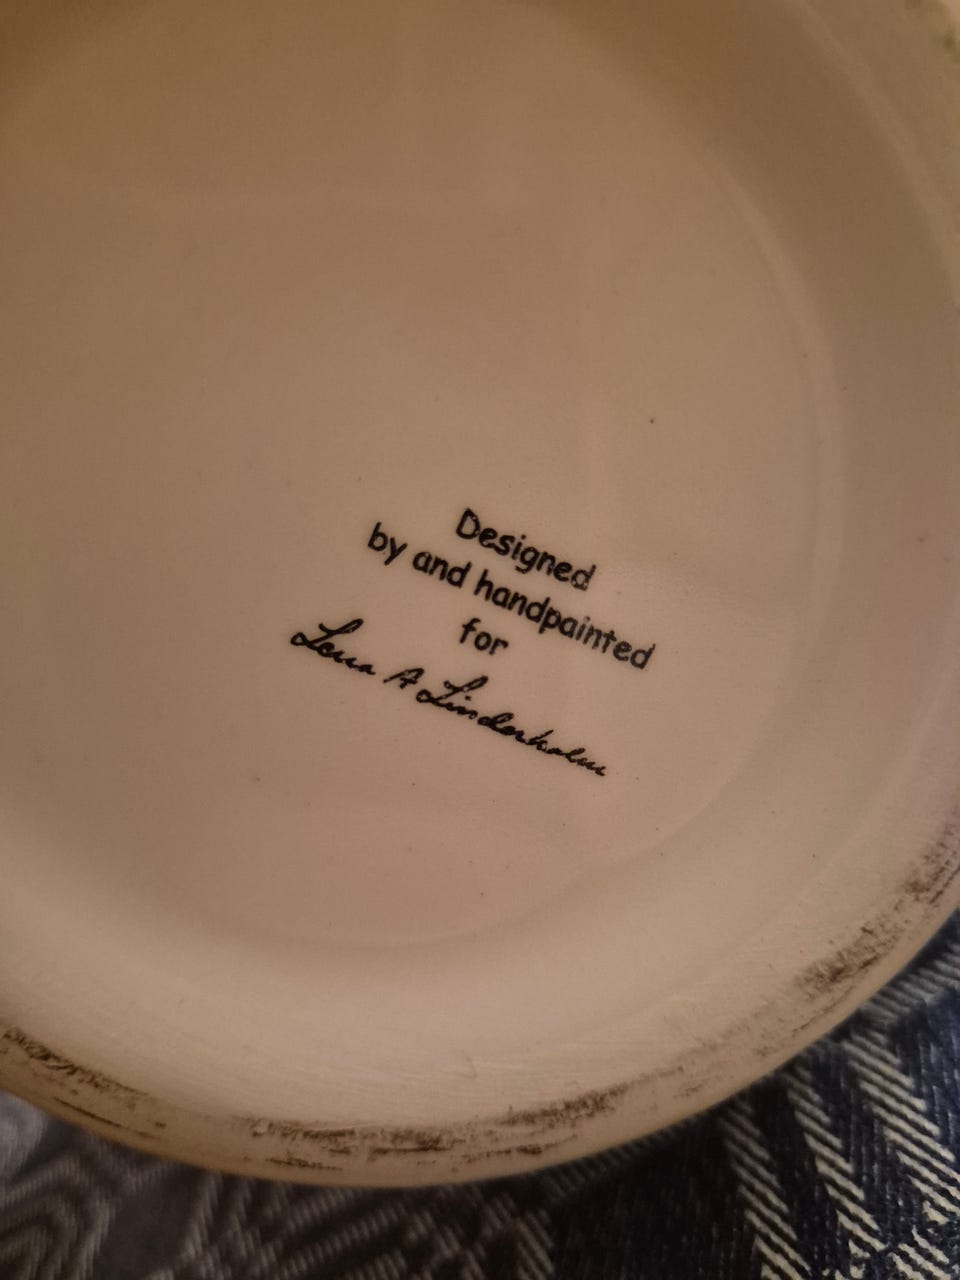 Designed
by and handpainted
for
Lena A Linderholm